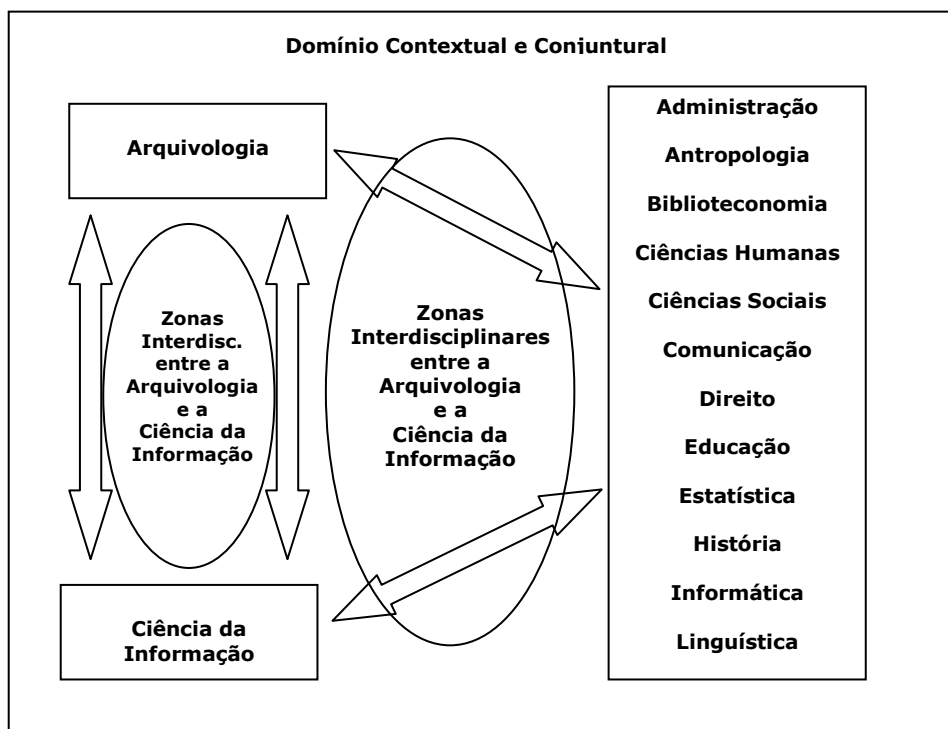 Domínio Contextual e Conjuntural
Arquivologia
Zonas
Interdisc.
entre a
Arquivologia
e a
Ciência da
Informação
Ciência da
Informação
Zonas
Interdisciplinares
entre a
Arquivologia
e a
Ciência da
Informação
Administração
Antropologia
Biblioteconomia
Ciências Humanas
Ciências Sociais
Comunicação
Direito
Educação
Estatística
História
Informática
Linguística